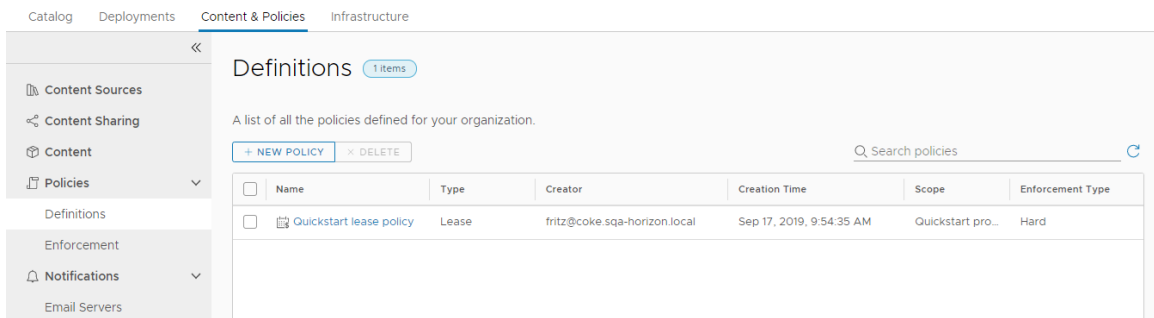 Catalog Deployments Content & Policies Infrastructure
Content Sources
Content Sharing
Content
Policies
Definitions
Enforcement
Notifications
Email Servers
Definitions 1 items
A list of all the policies defined for your organization.
+ NEW POLICY × DELETE Search policies
Name Type Creator Creation Time Scope Enforcement Type
Quickstart lease policy Lease fritz@coke.sqa-horizon.local Sep 17, 2019, 9:54:35 AM Quickstart pro... Hard